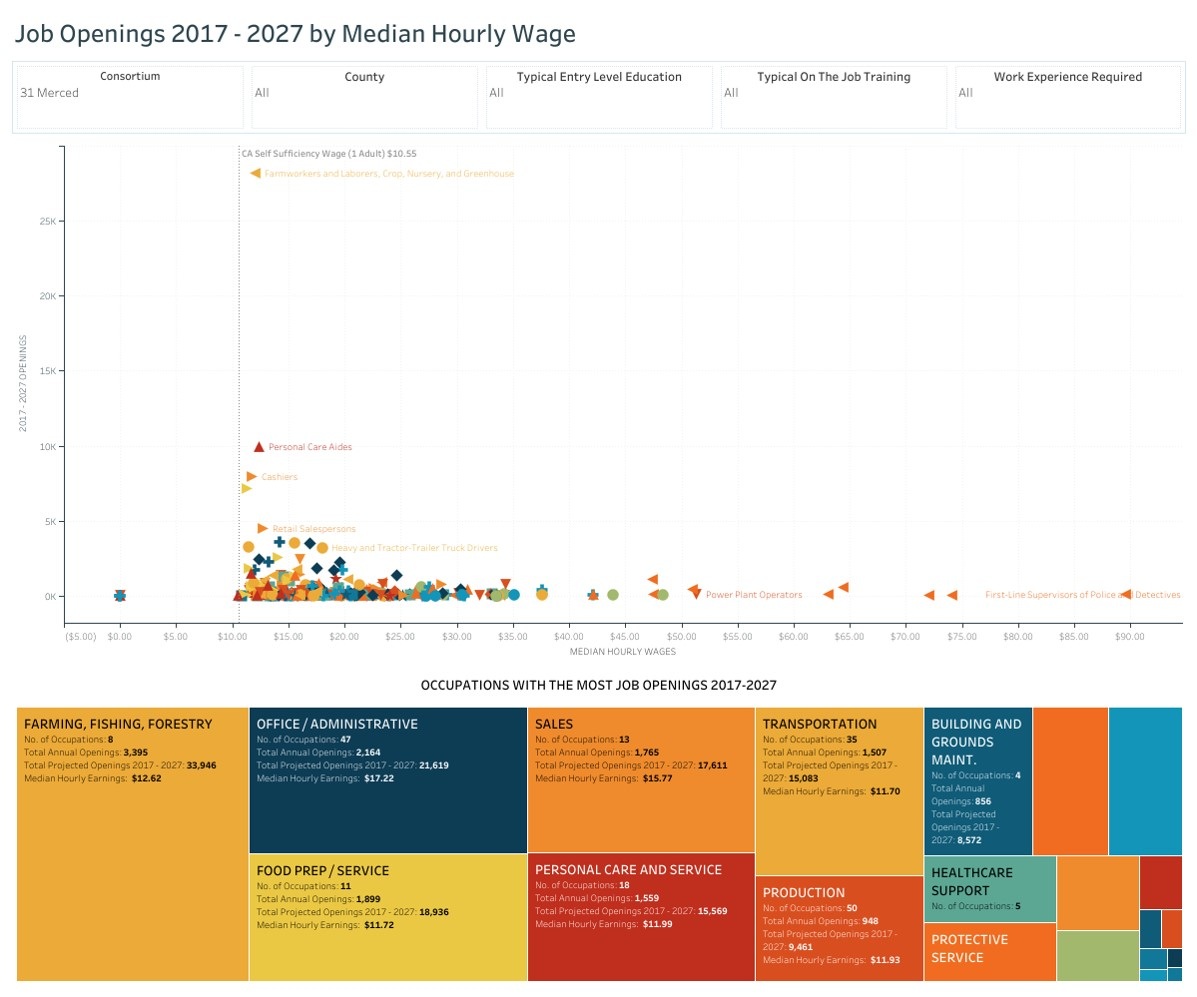 Job Openings 2017 - 2027 by Median Hourly Wage
Consortium
31 Merced
County
All
Typical Entry Level Education
All
Typical On The Job Training
All
Work Experience Required
All
CA Self Sufficiency Wage (1 Adult) $10.55
Farmworkers and Laborers, Crop, Nursery, and Greenhouse
25K
20K
15K
10K
5K
0K
2017 - 2027 OPENINGS
Personal Care Aides
Cashiers
Retail Salespersons
Heavy and Tractor-Trailer Truck Drivers
Power Plant Operators
First-Line Supervisors of Police and Detectives
($5.00) $0.00 $5.00 $10.00 $15.00 $20.00 $25.00 $30.00 $35.00 $40.00 $45.00 $50.00 $55.00 $60.00 $65.00 $70.00 $75.00 $80.00 $85.00 $90.00
MEDIAN HOURLY WAGES
OCCUPATIONS WITH THE MOST JOB OPENINGS 2017-2027
FARMING, FISHING, FORESTRY
No. of Occupations: 8
Total Annual Openings: 3,395
Total Projected Openings 2017 - 2027: 33,946
Median Hourly Earnings: $12.62
OFFICE / ADMINISTRATIVE
No. of Occupations: 47
Total Annual Openings: 2,164
Total Projected Openings 2017 - 2027: 21,619
Median Hourly Earnings: $17.22
FOOD PREP / SERVICE
No. of Occupations: 11
Total Annual Openings: 1,899
Total Projected Openings 2017 - 2027: 18,936
Median Hourly Earnings: $11.72
SALES
No. of Occupations: 13
Total Annual Openings: 1,765
Total Projected Openings 2017 - 2027: 17,611
Median Hourly Earnings: $15.77
PERSONAL CARE AND SERVICE
No. of Occupations: 18
Total Annual Openings: 1,559
Total Projected Openings 2017 - 2027: 15,569
Median Hourly Earnings: $11.99
TRANSPORTATION
No. of Occupations: 35
Total Annual Openings: 1,507
Total Projected Openings 2017 -
2027: 15,083
Median Hourly Earnings: $11.70
PRODUCTION
No. of Occupations: 50
Total Annual Openings: 948
Total Projected Openings 2017 -
2027: 9,461
Median Hourly Earnings: $11.93
BUILDING AND
GROUNDS
MAINT.
No. of Occupations: 4
Total Annual
Openings: 856
Total Projected
Openings 2017 -
2027: 8,572
HEALTHCARE
SUPPORT
No. of Occupations: 5
PROTECTIVE
SERVICE